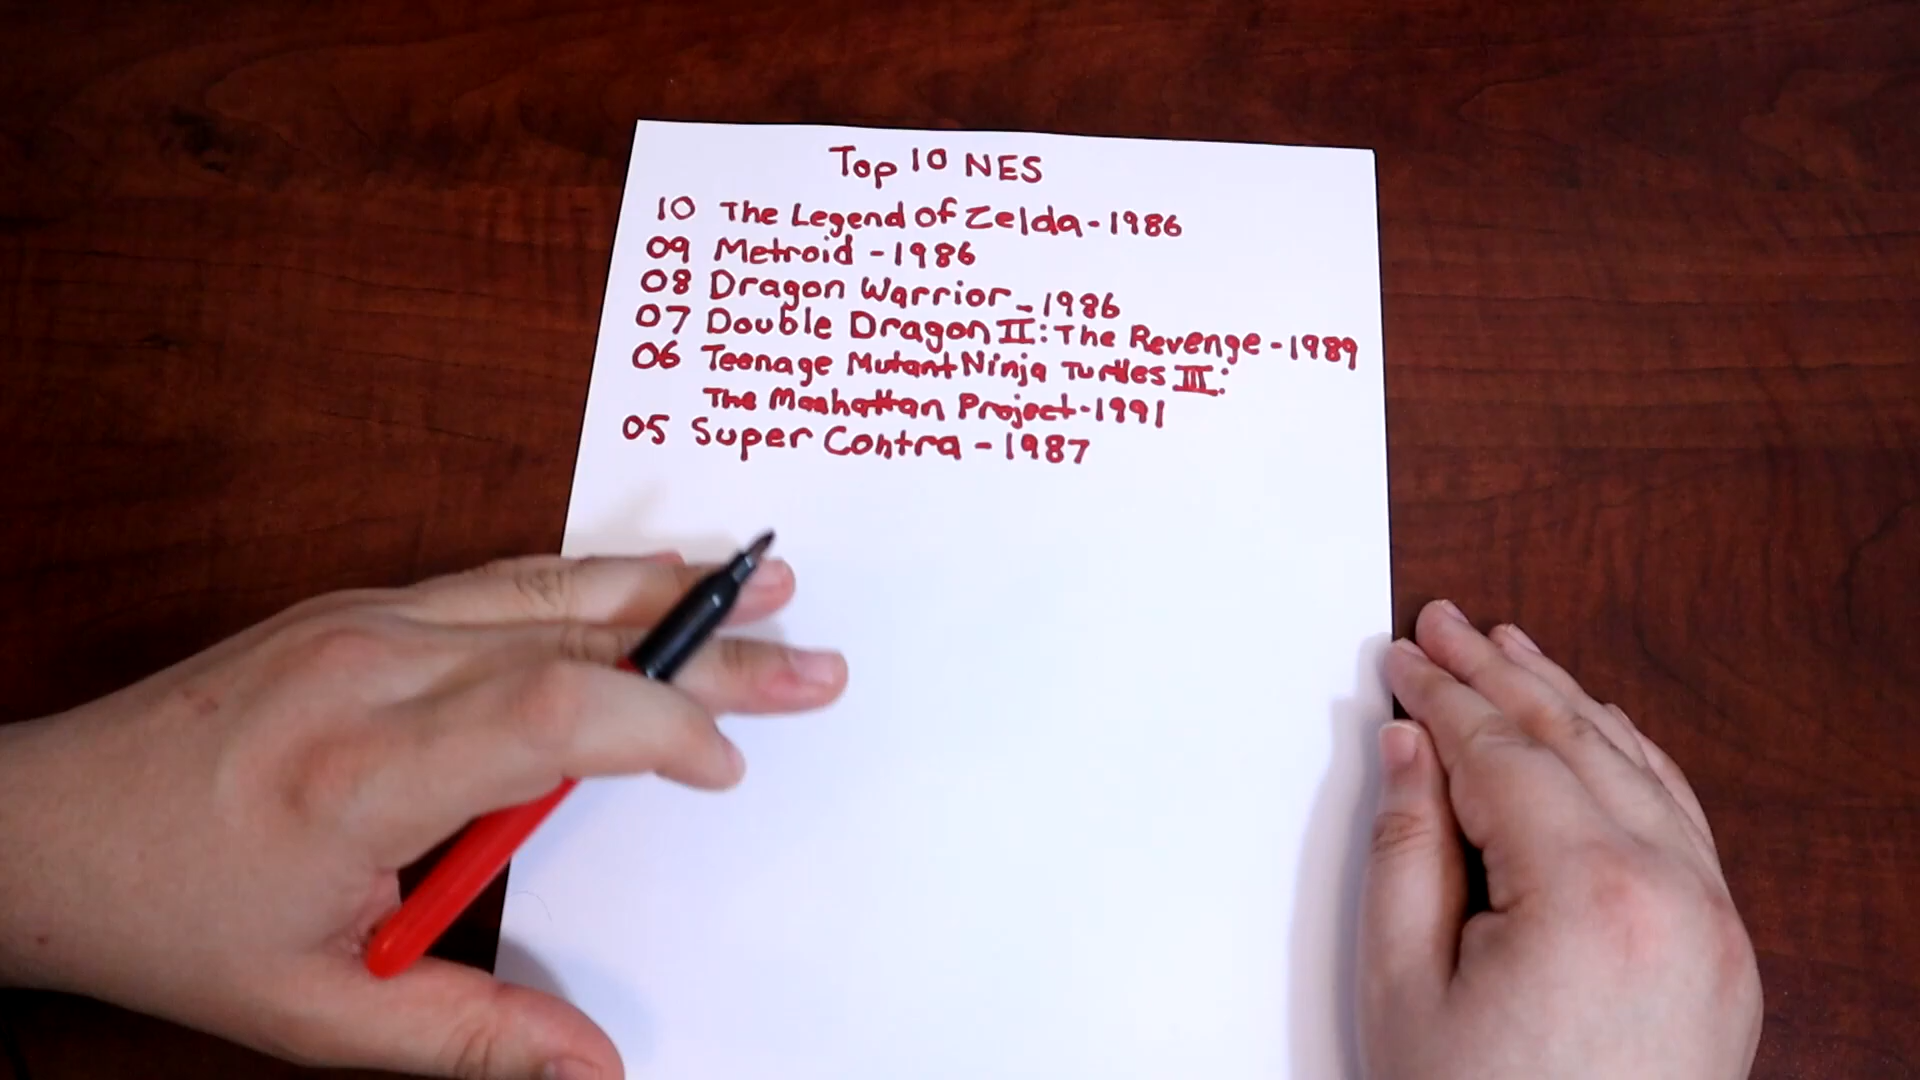 Top 10 NES
10 The Legend of Zelda - 1986
09 Metroid - 1986
08 Dragon Warrior - 1986
07 Double Dragon II: The Revenge - 1989
06 Teenage Mutant Ninja Turtles III:
The Manhattan Project - 1991
05 Super Contra - 1987